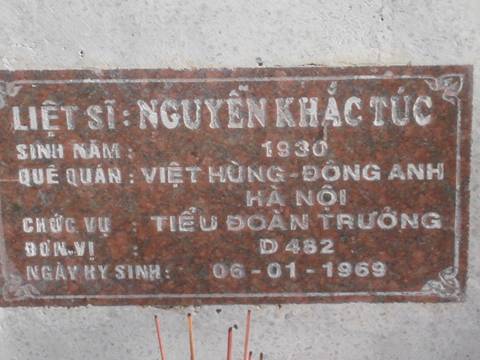 LIỆT SĨ : NGUYỄN KHẮC TÚC
SINH NĂM : 1930
QUÊ QUÁN : VIỆT HÙNG - ĐÔNG ANH
HÀ NỘI
CHỨC VỤ : TIỂU ĐOÀN TRƯỞNG
ĐƠN VỊ : D 482
NGÀY HY SINH : 06 - 01 - 1969